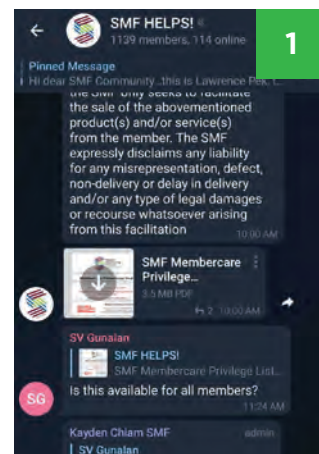 SMF HELPS!
1139 members, 114 online
1
Pinned Message
Hi dear SMF Community..this is Lawrence Pek, I...
the SMF only seeks to facilitate
the sale of the abovementioned
product(s) and/or service(s)
from the member. The SMF
expressly disclaims any liability
for any misrepresentation, defect,
non-delivery or delay in delivery
and/or any type of legal damages
or recourse whatsoever arising
from this facilitation
10:00 AM
SMF Membercare
Privilege...
3.5 MB PDF
2 10:00 AM
SV Gunalan
SMF HELPS!
SMF Membercare Privilege List...
Is this available for all members?
11:24 AM
SG
Kayden Chiam SMF admin
SV Gunalan